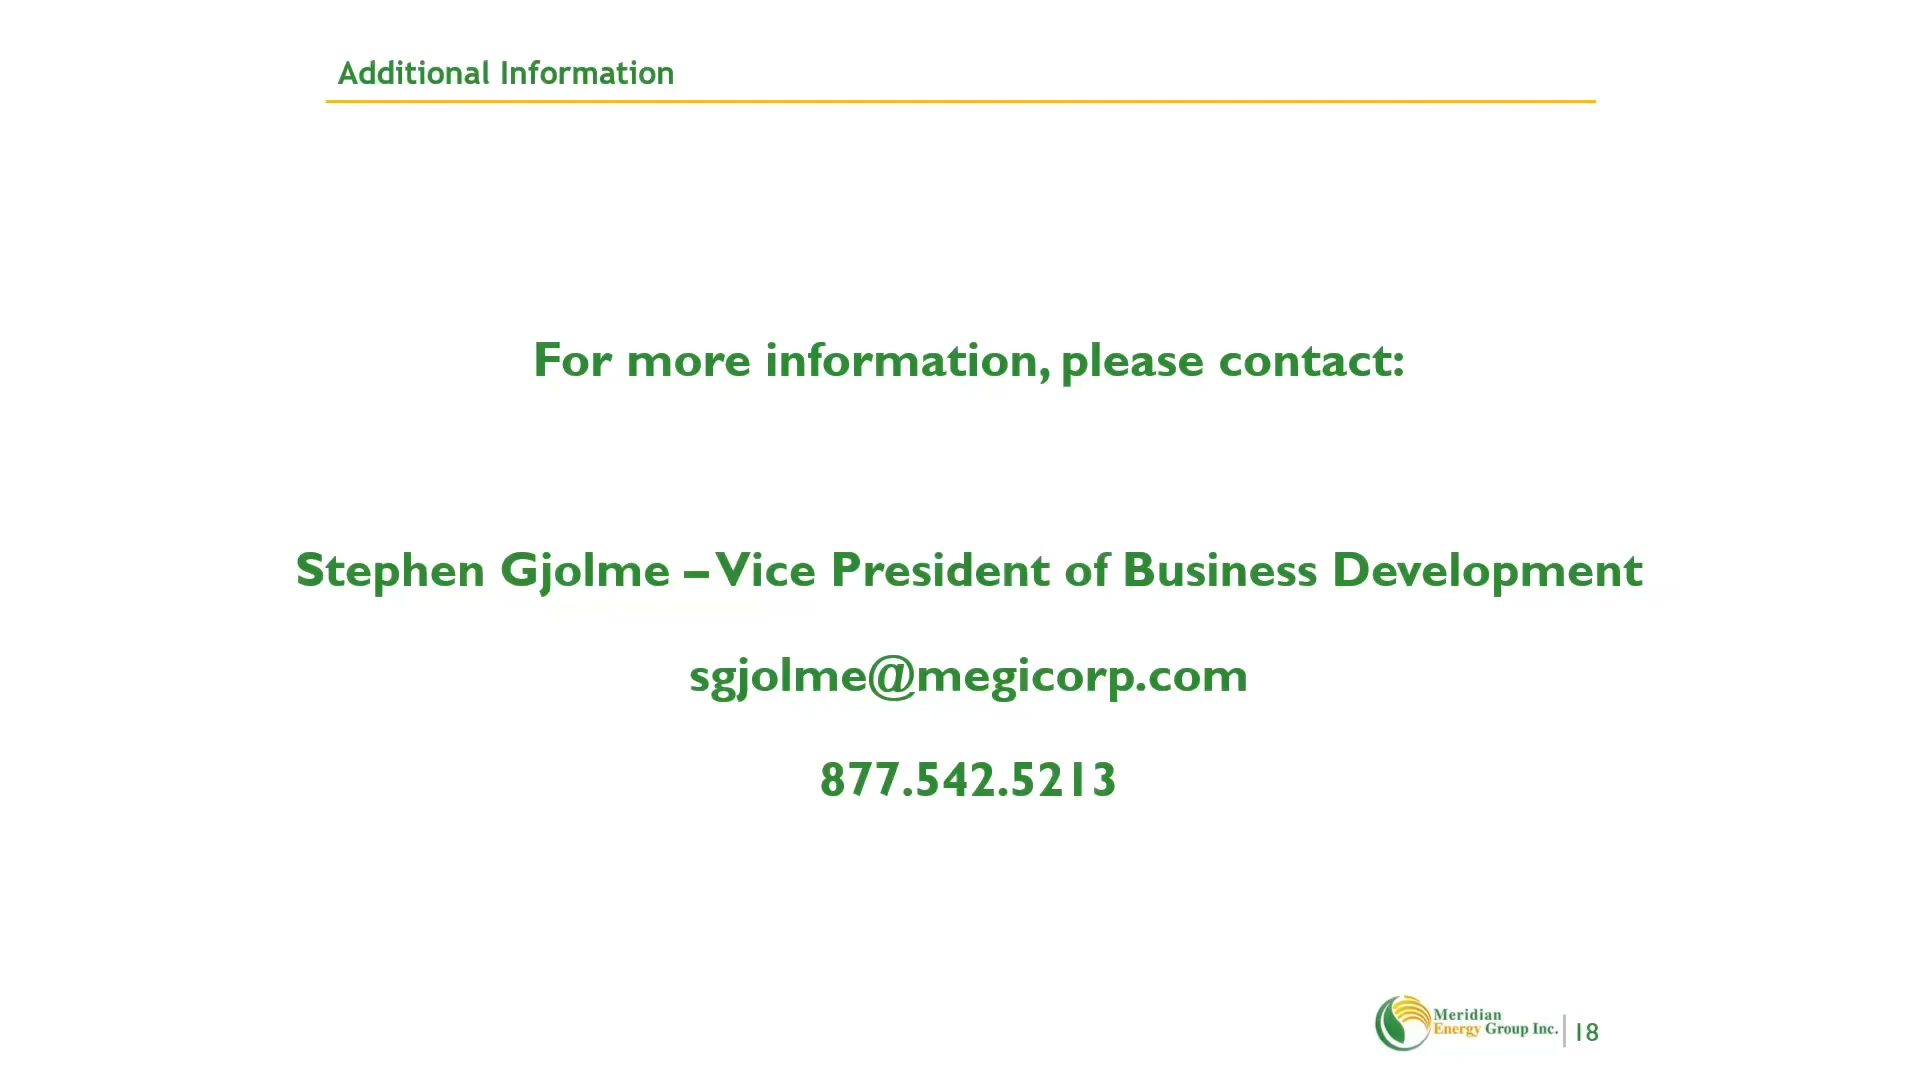 Additional Information
For more information, please contact:
Stephen Gjolme – Vice President of Business Development
sgjolme@megicorp.com
877.542.5213
Meridian
Energy Group Inc.
18